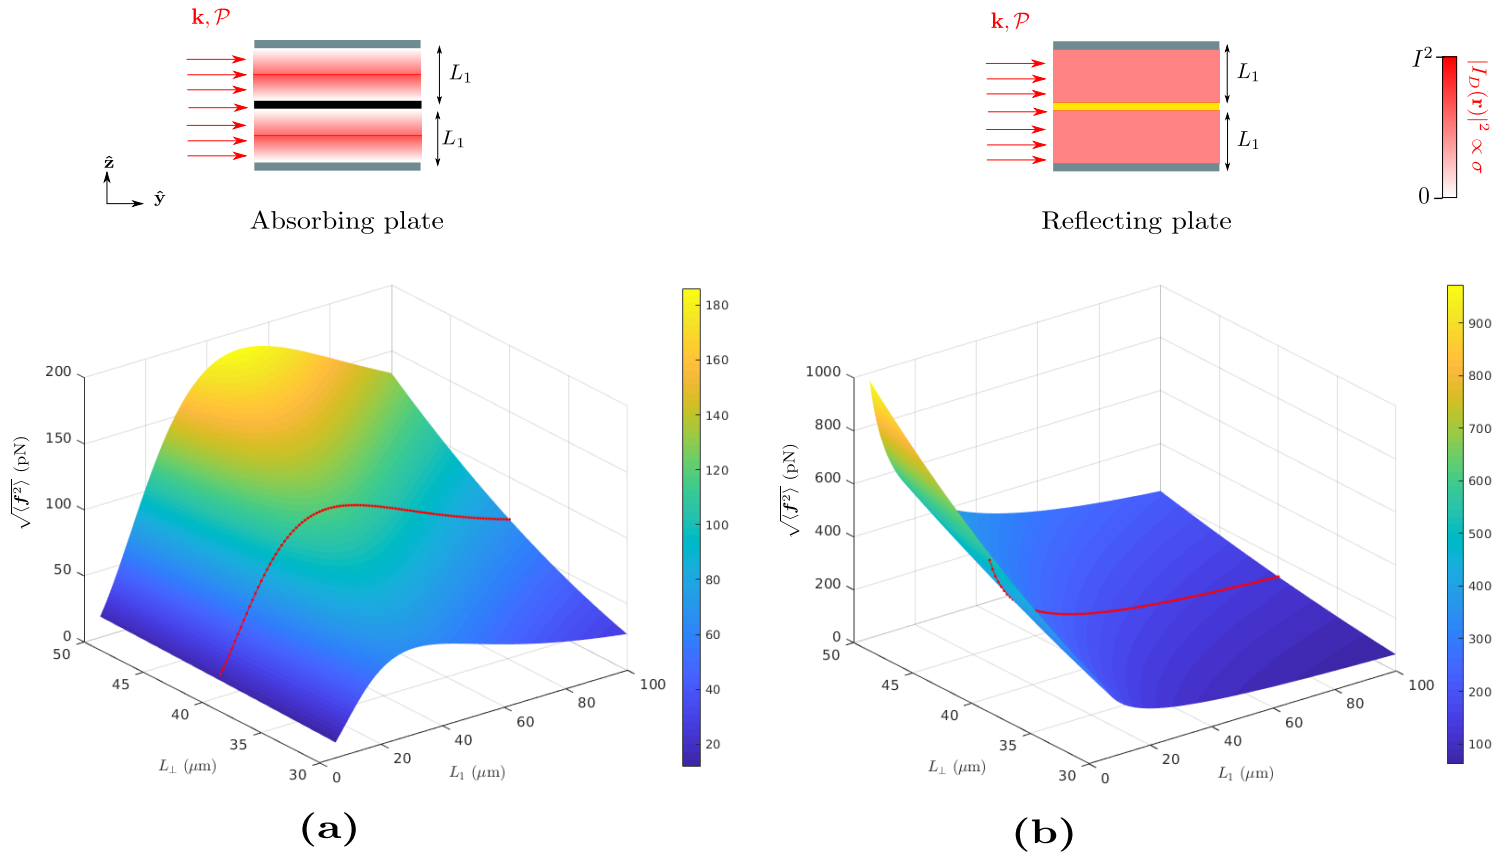 k, 𝒫
L₁
L₁
ẑ
ŷ
Absorbing plate
k, 𝒫
L₁
L₁
Reflecting plate
I²
0
|I_D(r)|² ∝ σ
200
150
100
50
0
√⟨f²⟩ (pN)
50
45
40
35
30
L⊥ (μm)
0
20
40
60
80
100
L₁ (μm)
180
160
140
120
100
80
60
40
20
(a)
1000
800
600
400
200
0
√⟨f²⟩ (pN)
50
45
40
35
30
L⊥ (μm)
0
20
40
60
80
100
L₁ (μm)
900
800
700
600
500
400
300
200
100
(b)